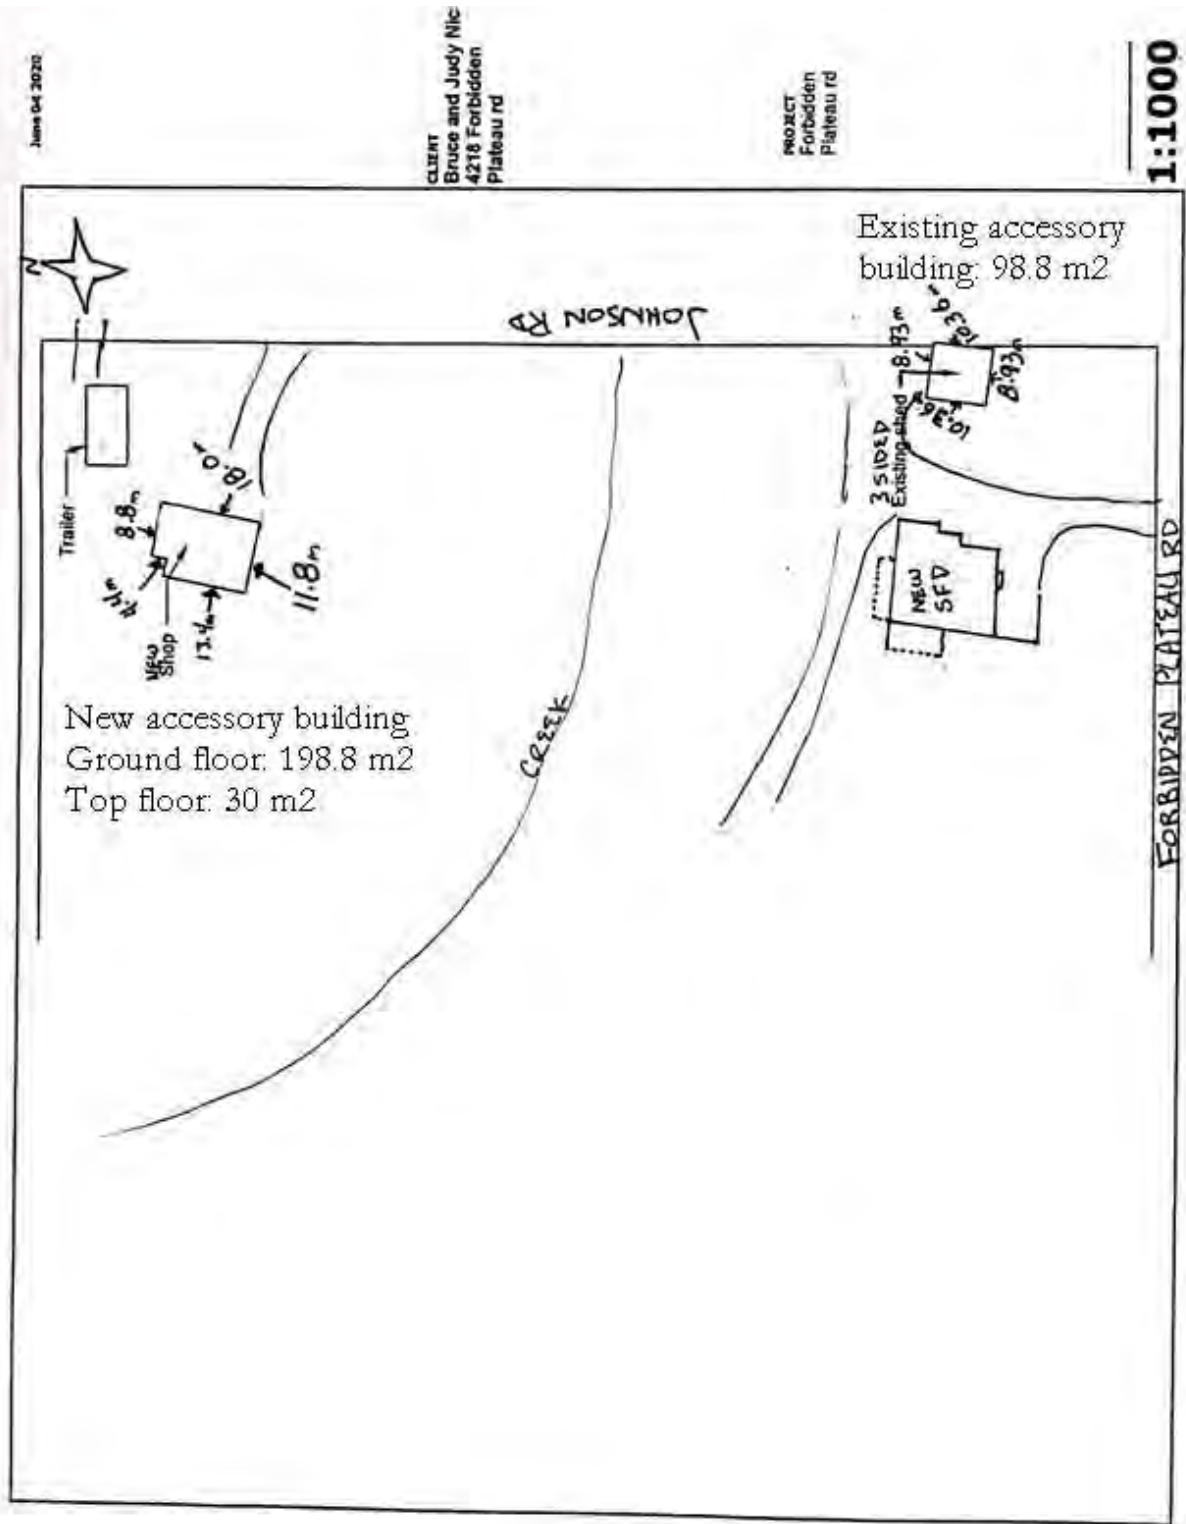 June 04 2020
CLIENT
Bruce and Judy Nic
4218 Forbidden
Plateau rd
PROJECT
Forbidden
Plateau rd
1:1000
N
Existing accessory
building: 98.8 m2
JOHNSON RD
8.93m
10.36m
10.36m
8.93m
3 SIDED
Existing shed
Trailer
8.8m
18.0m
13.4m
11.8m
NEW
Shop
New accessory building
Ground floor: 198.8 m2
Top floor: 30 m2
CREEK
NEW
SFD
FORBIDDEN PLATEAU RD